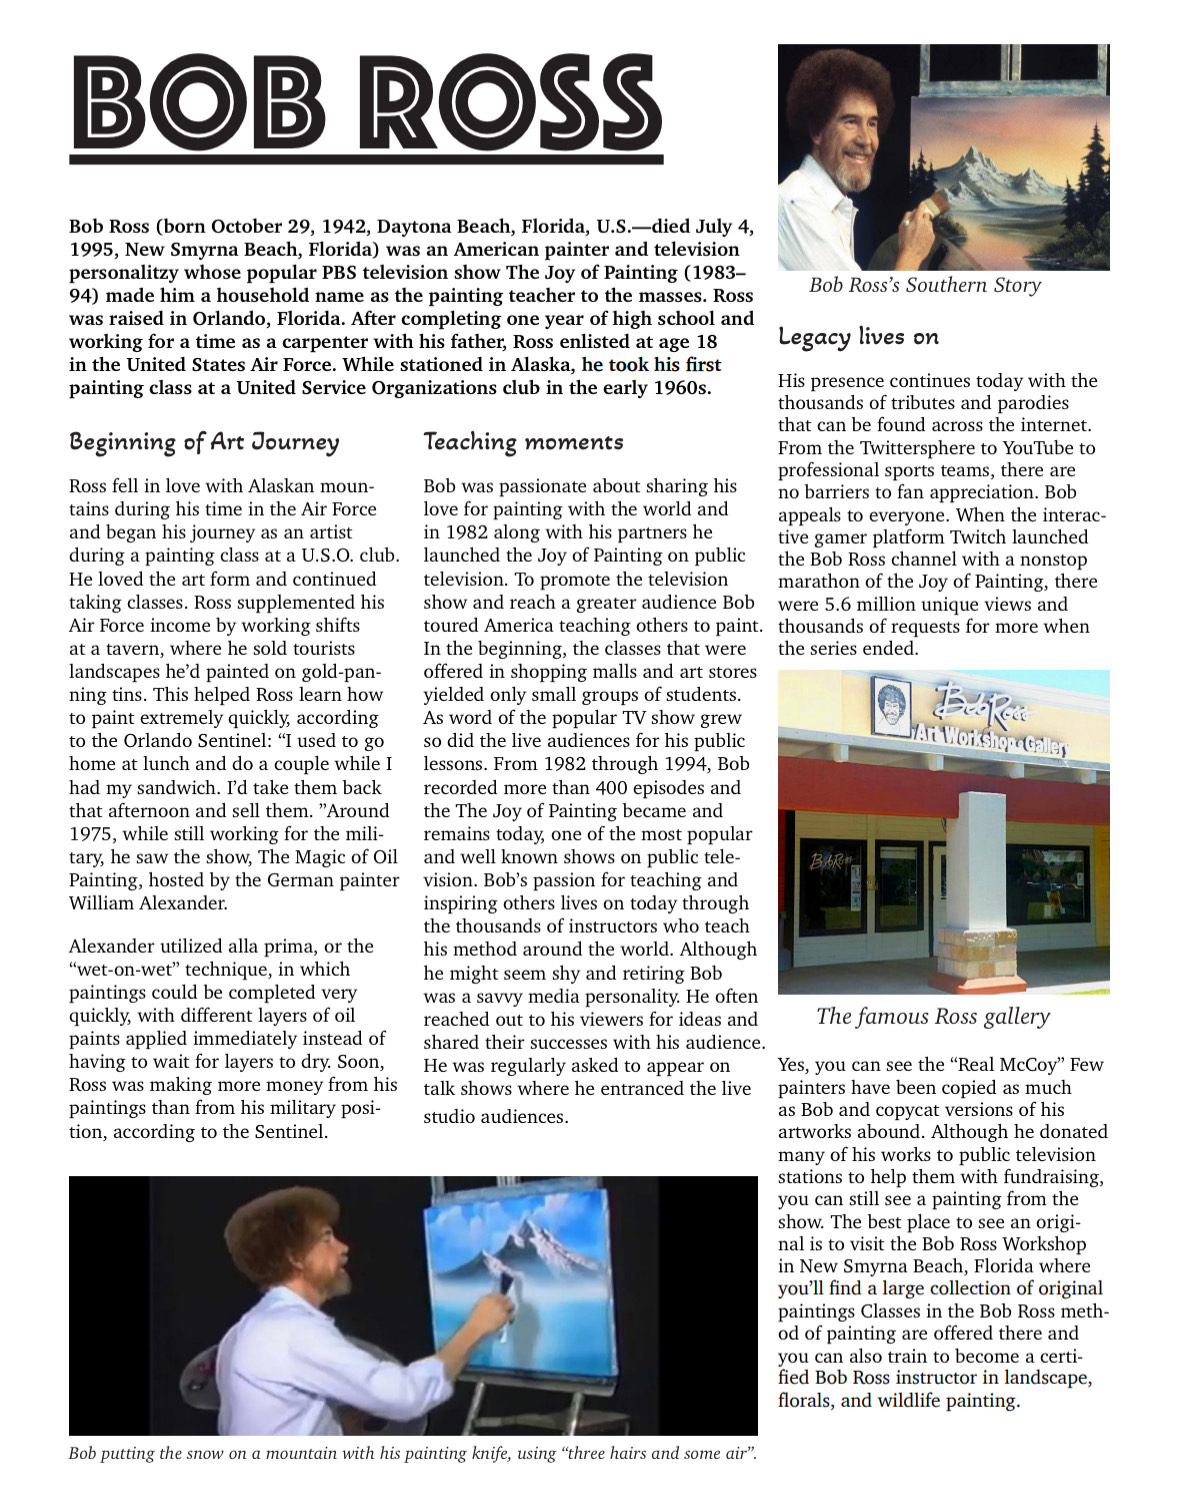 BOB ROSS
Bob Ross (born October 29, 1942, Daytona Beach, Florida, U.S.—died July 4,
1995, New Smyrna Beach, Florida) was an American painter and television
personalitzy whose popular PBS television show The Joy of Painting (1983–
94) made him a household name as the painting teacher to the masses. Ross
was raised in Orlando, Florida. After completing one year of high school and
working for a time as a carpenter with his father, Ross enlisted at age 18
in the United States Air Force. While stationed in Alaska, he took his first
painting class at a United Service Organizations club in the early 1960s.
Beginning of Art Journey
Ross fell in love with Alaskan moun-
tains during his time in the Air Force
and began his journey as an artist
during a painting class at a U.S.O. club.
He loved the art form and continued
taking classes. Ross supplemented his
Air Force income by working shifts
at a tavern, where he sold tourists
landscapes he’d painted on gold-pan-
ning tins. This helped Ross learn how
to paint extremely quickly, according
to the Orlando Sentinel: “I used to go
home at lunch and do a couple while I
had my sandwich. I’d take them back
that afternoon and sell them. ”Around
1975, while still working for the mili-
tary, he saw the show, The Magic of Oil
Painting, hosted by the German painter
William Alexander.
Alexander utilized alla prima, or the
“wet-on-wet” technique, in which
paintings could be completed very
quickly, with different layers of oil
paints applied immediately instead of
having to wait for layers to dry. Soon,
Ross was making more money from his
paintings than from his military posi-
tion, according to the Sentinel.
Teaching moments
Bob was passionate about sharing his
love for painting with the world and
in 1982 along with his partners he
launched the Joy of Painting on public
television. To promote the television
show and reach a greater audience Bob
toured America teaching others to paint.
In the beginning, the classes that were
offered in shopping malls and art stores
yielded only small groups of students.
As word of the popular TV show grew
so did the live audiences for his public
lessons. From 1982 through 1994, Bob
recorded more than 400 episodes and
the The Joy of Painting became and
remains today, one of the most popular
and well known shows on public tele-
vision. Bob’s passion for teaching and
inspiring others lives on today through
the thousands of instructors who teach
his method around the world. Although
he might seem shy and retiring Bob
was a savvy media personality. He often
reached out to his viewers for ideas and
shared their successes with his audience.
He was regularly asked to appear on
talk shows where he entranced the live
studio audiences.
Bob putting the snow on a mountain with his painting knife, using “three hairs and some air”.
Bob Ross’s Southern Story
Legacy lives on
His presence continues today with the
thousands of tributes and parodies
that can be found across the internet.
From the Twittersphere to YouTube to
professional sports teams, there are
no barriers to fan appreciation. Bob
appeals to everyone. When the interac-
tive gamer platform Twitch launched
the Bob Ross channel with a nonstop
marathon of the Joy of Painting, there
were 5.6 million unique views and
thousands of requests for more when
the series ended.
Bob Ross
Art Workshop & Gallery
Bob Ross
The famous Ross gallery
Yes, you can see the “Real McCoy” Few
painters have been copied as much
as Bob and copycat versions of his
artworks abound. Although he donated
many of his works to public television
stations to help them with fundraising,
you can still see a painting from the
show. The best place to see an origi-
nal is to visit the Bob Ross Workshop
in New Smyrna Beach, Florida where
you’ll find a large collection of original
paintings Classes in the Bob Ross meth-
od of painting are offered there and
you can also train to become a certi-
fied Bob Ross instructor in landscape,
florals, and wildlife painting.